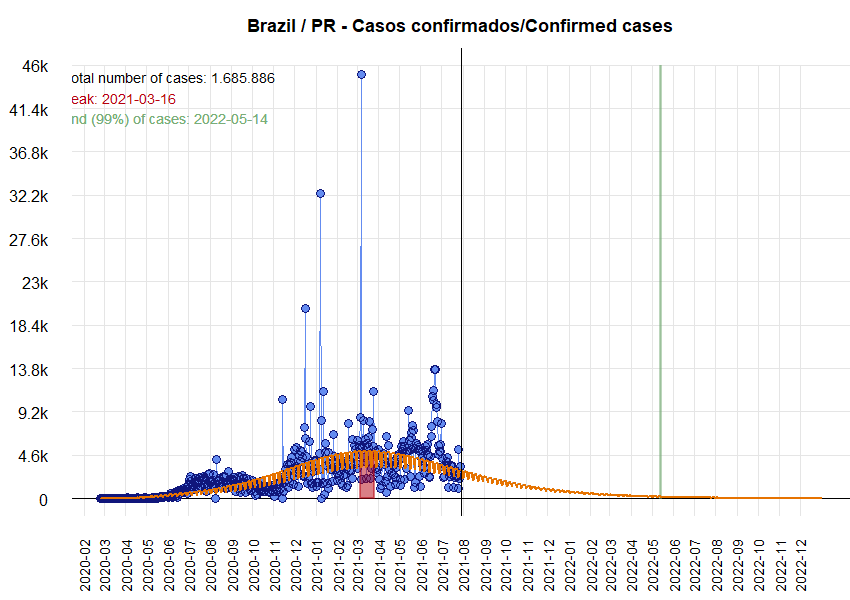 Brazil / PR - Casos confirmados/Confirmed cases
otal number of cases: 1.685.886
eak: 2021-03-16
nd (99%) of cases: 2022-05-14
46k
41.4k
36.8k
32.2k
27.6k
23k
18.4k
13.8k
9.2k
4.6k
0
2020-02
2020-03
2020-04
2020-05
2020-06
2020-07
2020-08
2020-09
2020-10
2020-11
2020-12
2021-01
2021-02
2021-03
2021-04
2021-05
2021-06
2021-07
2021-08
2021-09
2021-10
2021-11
2021-12
2022-01
2022-02
2022-03
2022-04
2022-05
2022-06
2022-07
2022-08
2022-09
2022-10
2022-11
2022-12